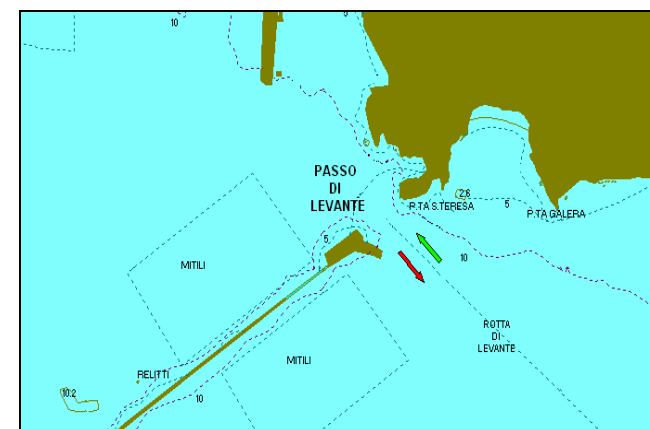 10
5
PASSO
DI
LEVANTE
2,6
P.TA S.TERESA
5
P.TA GALERA
5
MITILI
10
ROTTA
DI
LEVANTE
MITILI
RELITTI
10.2
10